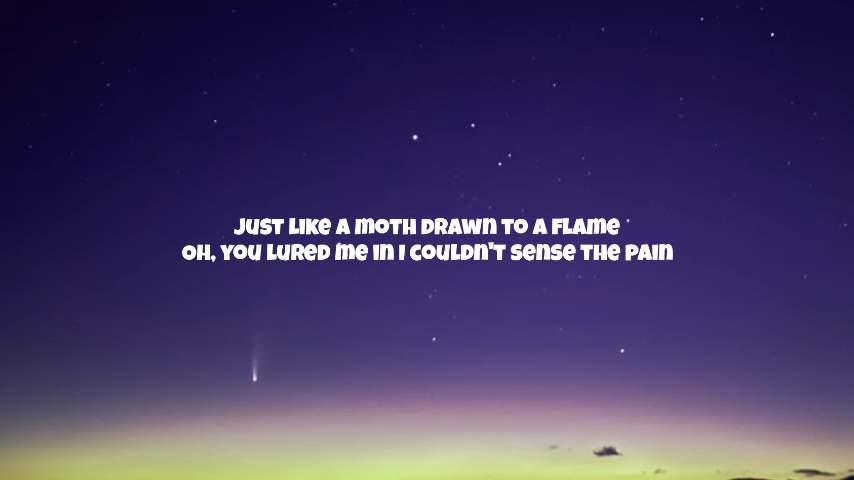 Just like a moth drawn to a flame
Oh, you lured me in I couldn't sense the pain